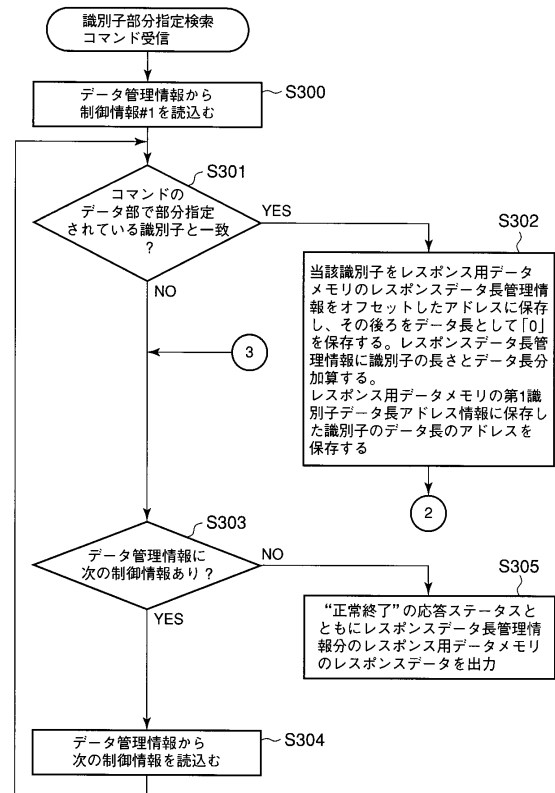 識別子部分指定検索
コマンド受信
データ管理情報から
制御情報#1を読込む
S300
S301
コマンドの
データ部で部分指定
されている識別子と一致
?
YES
NO
S302
当該識別子をレスポンス用データ
メモリのレスポンスデータ長管理情
報をオフセットしたアドレスに保存
し、その後ろをデータ長として「0」
を保存する。レスポンスデータ長管
理情報に識別子の長さとデータ長分
加算する。
レスポンス用データメモリの第1識
別子データ長アドレス情報に保存し
た識別子のデータ長のアドレスを
保存する
3
2
S303
データ管理情報に
次の制御情報あり?
NO
YES
S305
“正常終了”の応答ステータスと
ともにレスポンスデータ長管理情
報分のレスポンス用データメモリ
のレスポンスデータを出力
データ管理情報から
次の制御情報を読込む
S304